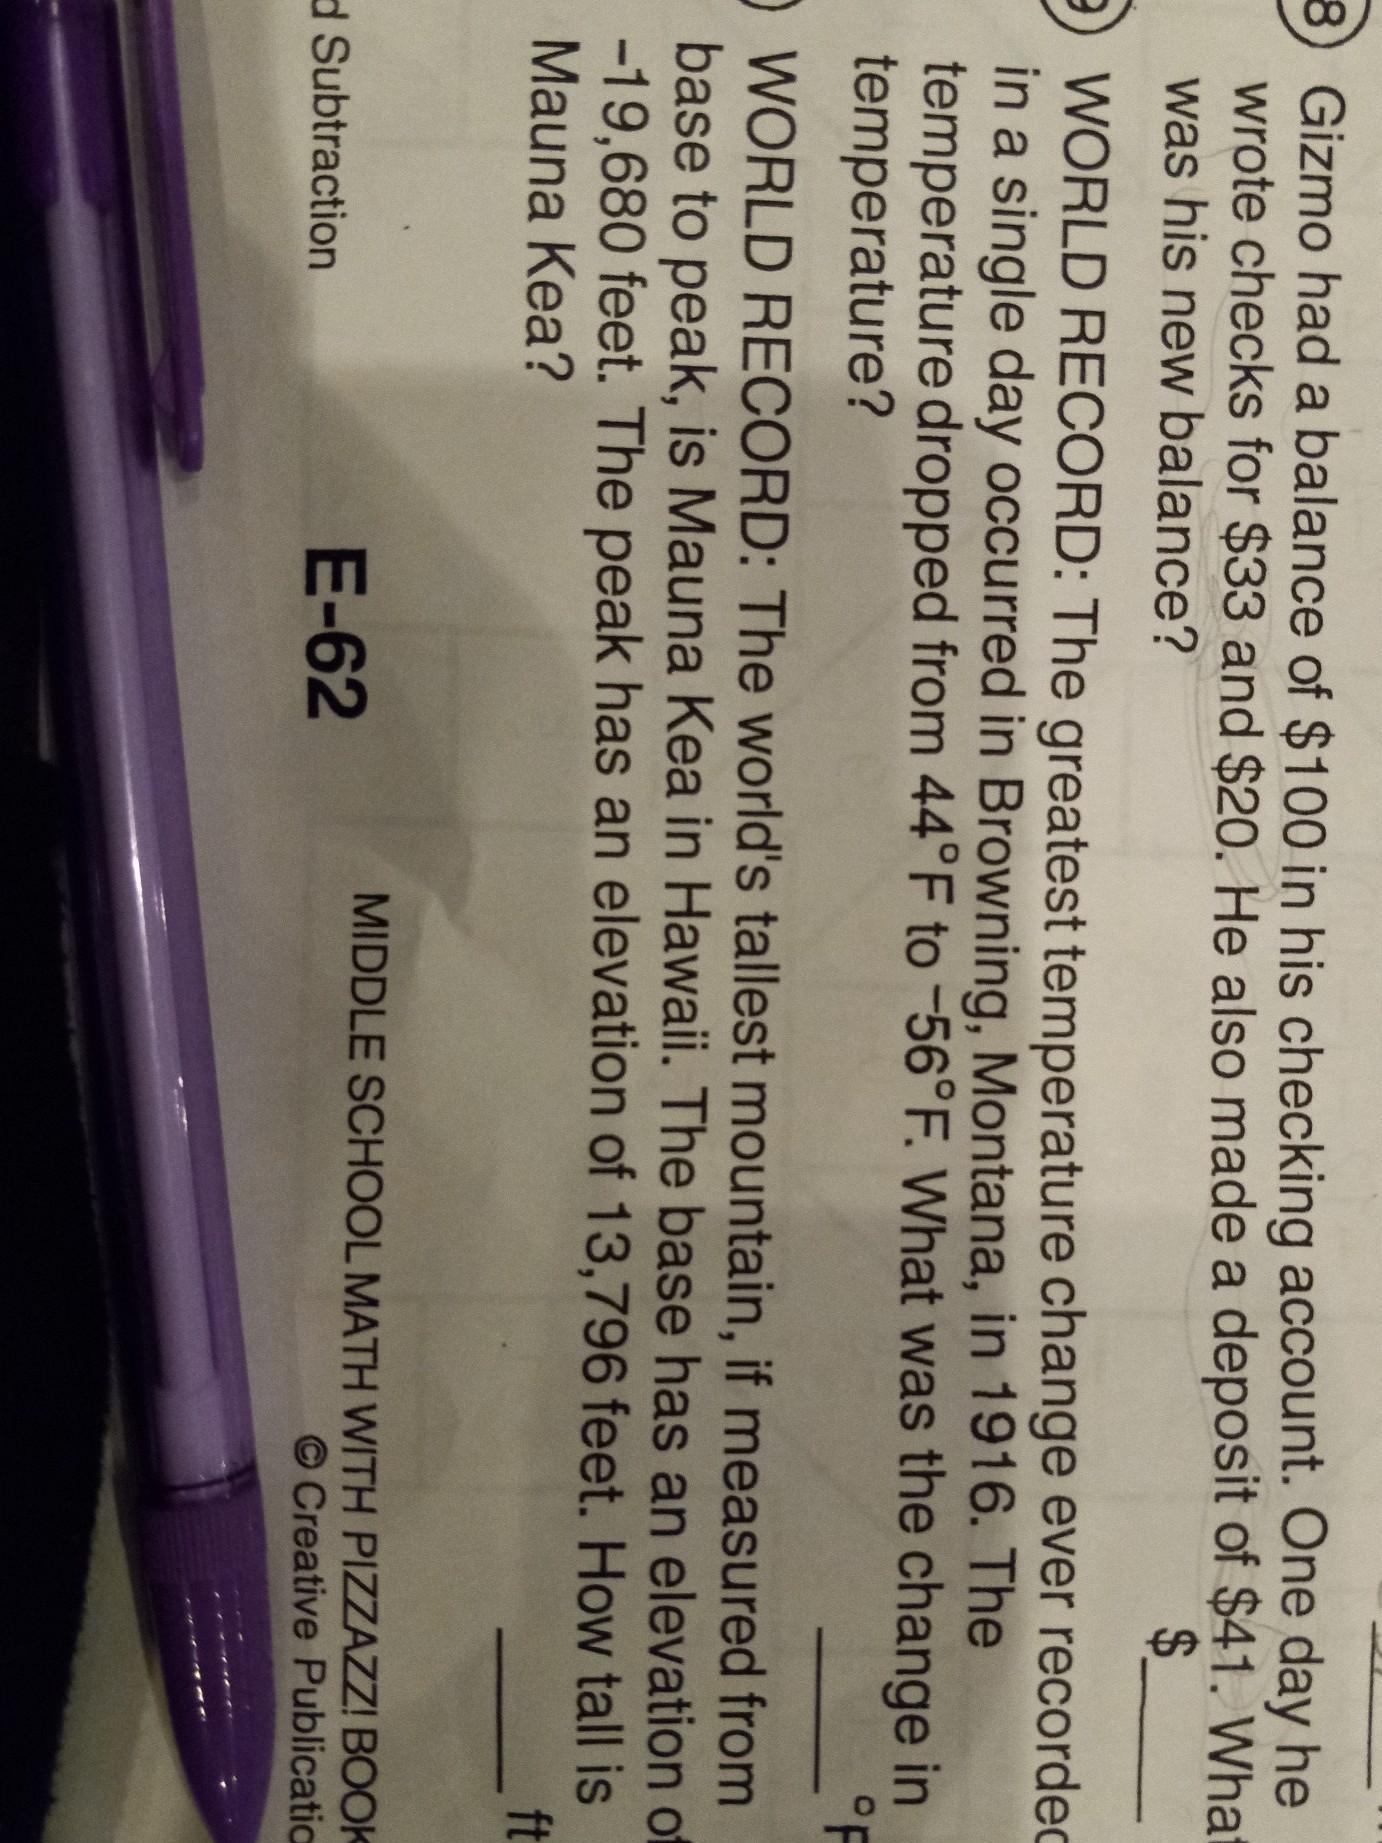 8 Gizmo had a balance of $100 in his checking account. One day he
wrote checks for $33 and $20. He also made a deposit of $41. What
was his new balance?
$
9 WORLD RECORD: The greatest temperature change ever recorded
in a single day occurred in Browning, Montana, in 1916. The
temperature dropped from 44°F to ⁻56°F. What was the change in
temperature?
°F
WORLD RECORD: The world's tallest mountain, if measured from
base to peak, is Mauna Kea in Hawaii. The base has an elevation of
⁻19,680 feet. The peak has an elevation of 13,796 feet. How tall is
Mauna Kea?
ft
d Subtraction
E-62
MIDDLE SCHOOL MATH WITH PIZZAZZ! BOOK
© Creative Publicatio